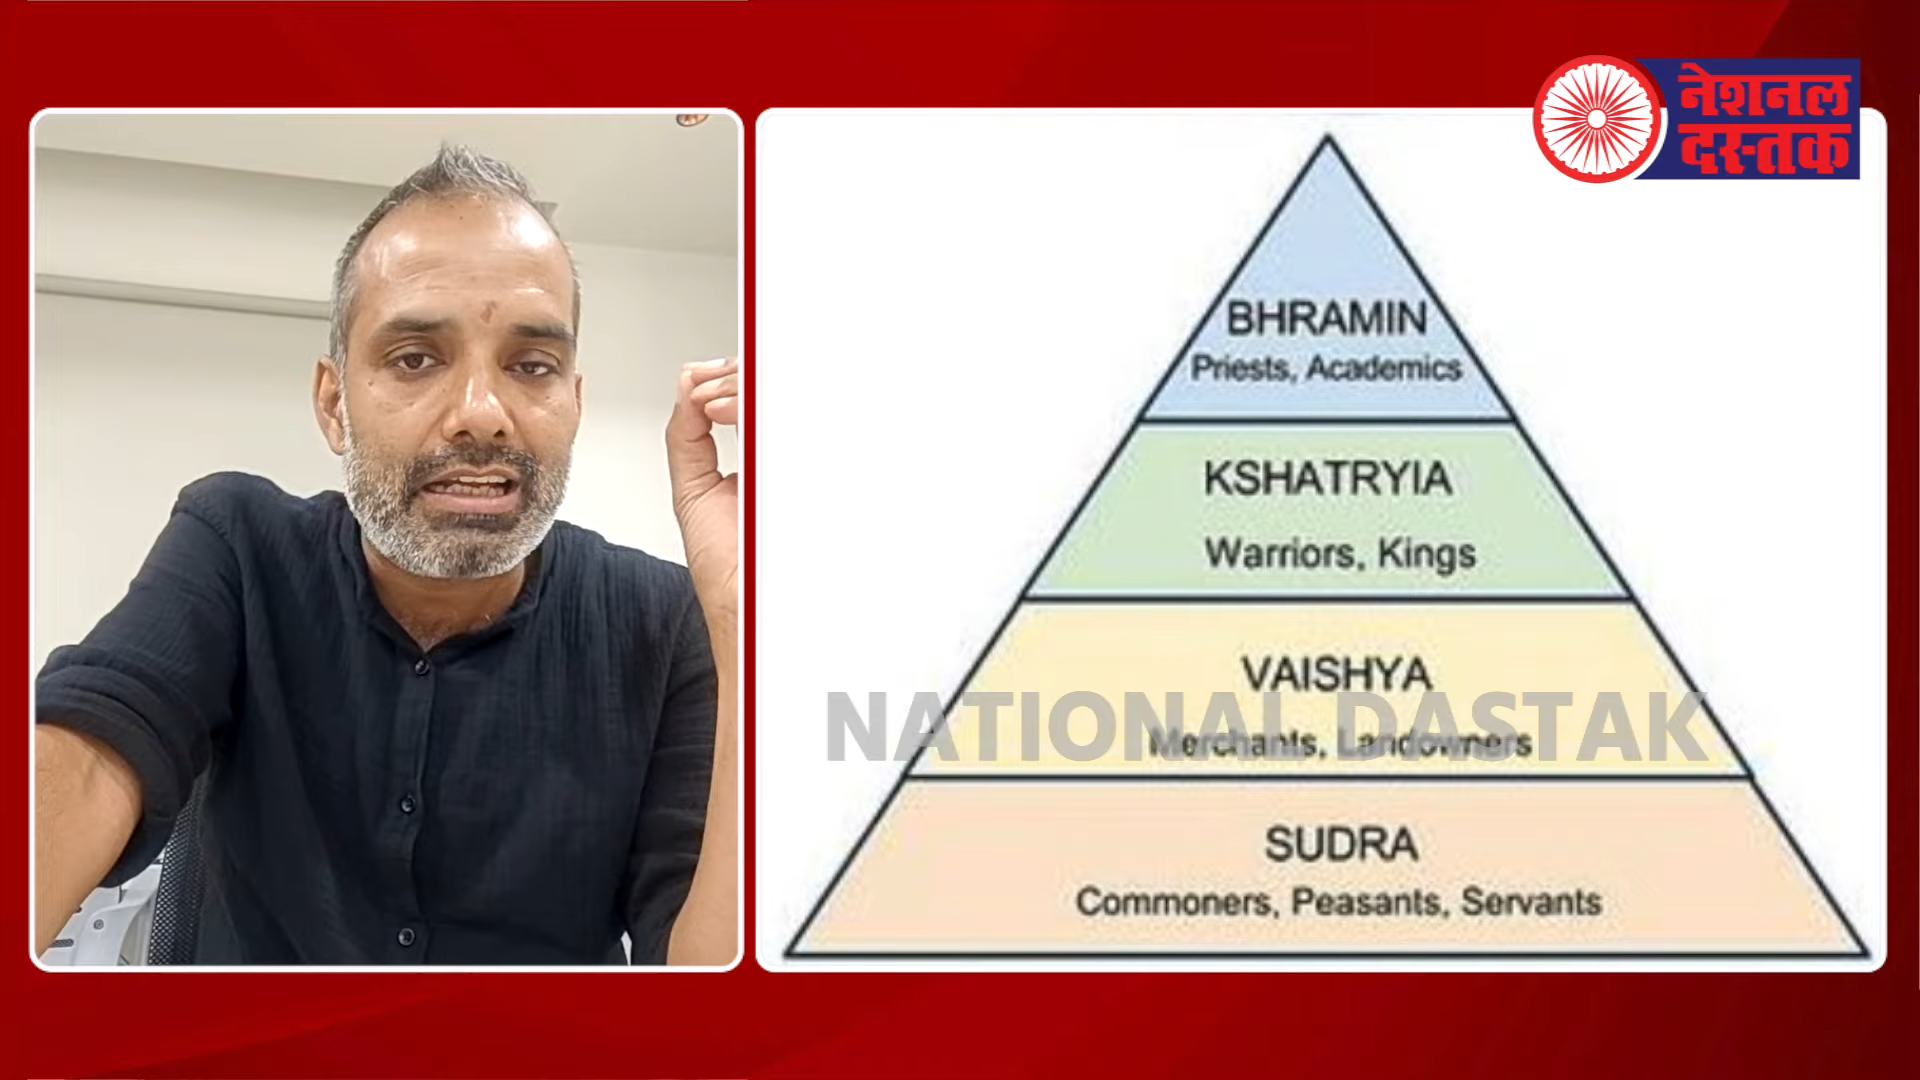 नेशनल
दस्तक
BHRAMIN
Priests, Academics
KSHATRYIA
Warriors, Kings
VAISHYA
NATIONAL DASTAK
Merchants, Landowners
SUDRA
Commoners, Peasants, Servants